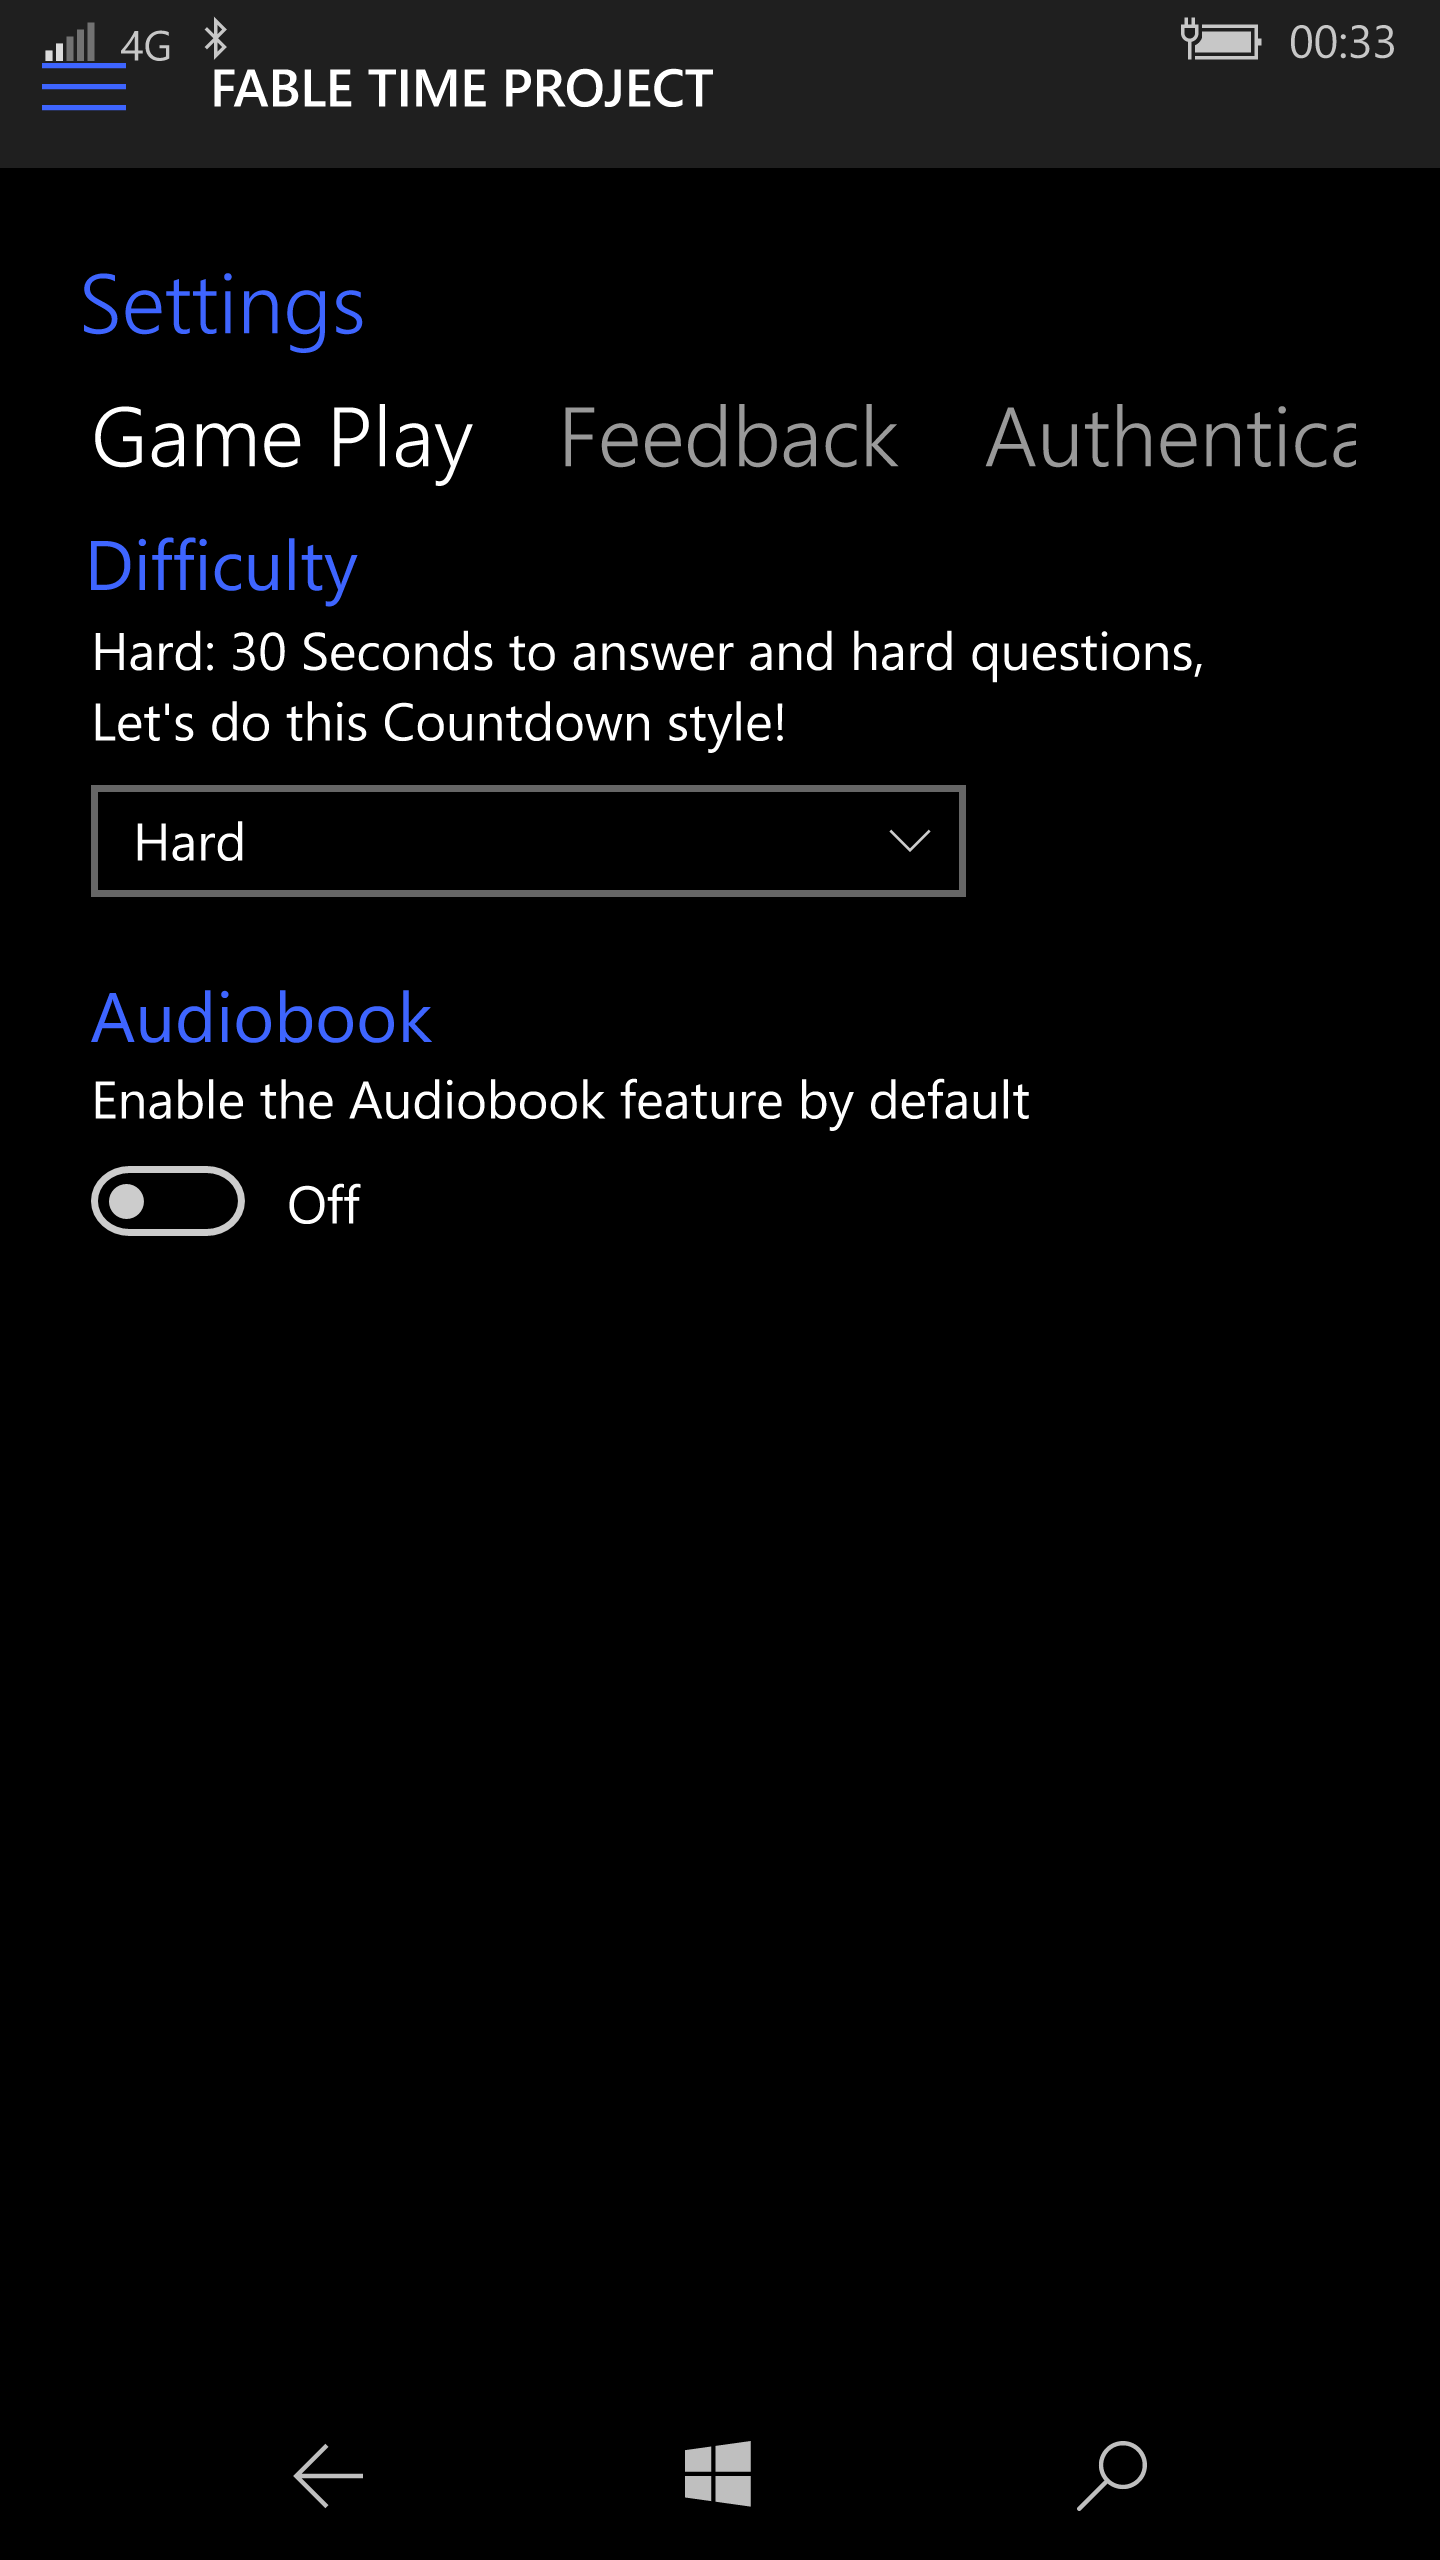 4G 00:33
FABLE TIME PROJECT
Settings
Game Play Feedback Authentica
Difficulty
Hard: 30 Seconds to answer and hard questions,
Let's do this Countdown style!
Hard
Audiobook
Enable the Audiobook feature by default
Off